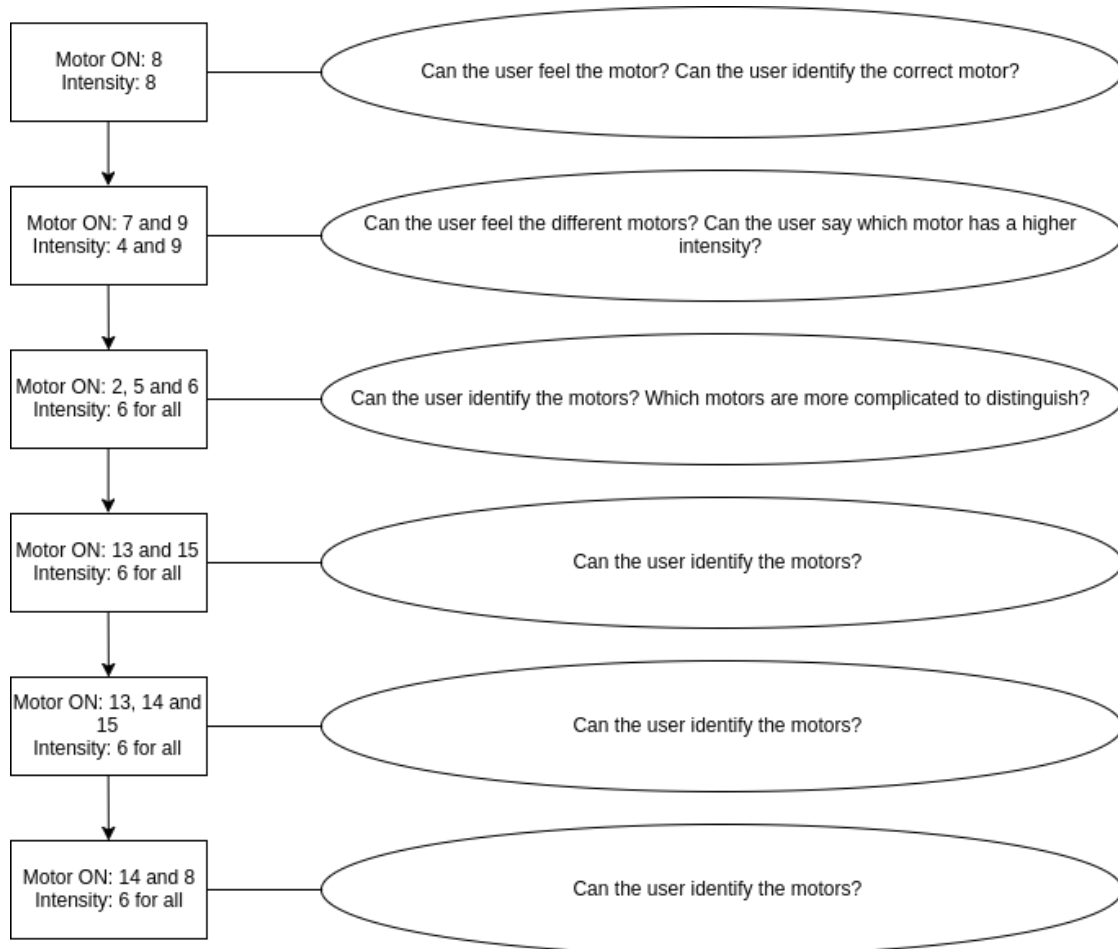 Motor ON: 8
Intensity: 8
Can the user feel the motor? Can the user identify the correct motor?
Motor ON: 7 and 9
Intensity: 4 and 9
Can the user feel the different motors? Can the user say which motor has a higher
intensity?
Motor ON: 2, 5 and 6
Intensity: 6 for all
Can the user identify the motors? Which motors are more complicated to distinguish?
Motor ON: 13 and 15
Intensity: 6 for all
Can the user identify the motors?
Motor ON: 13, 14 and
15
Intensity: 6 for all
Can the user identify the motors?
Motor ON: 14 and 8
Intensity: 6 for all
Can the user identify the motors?